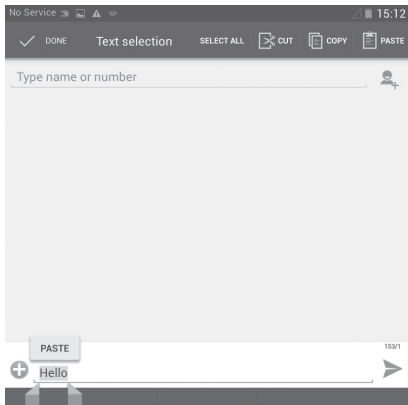 No Service 15:12
DONE Text selection SELECT ALL CUT COPY PASTE
Type name or number
PASTE
153/1
Hello